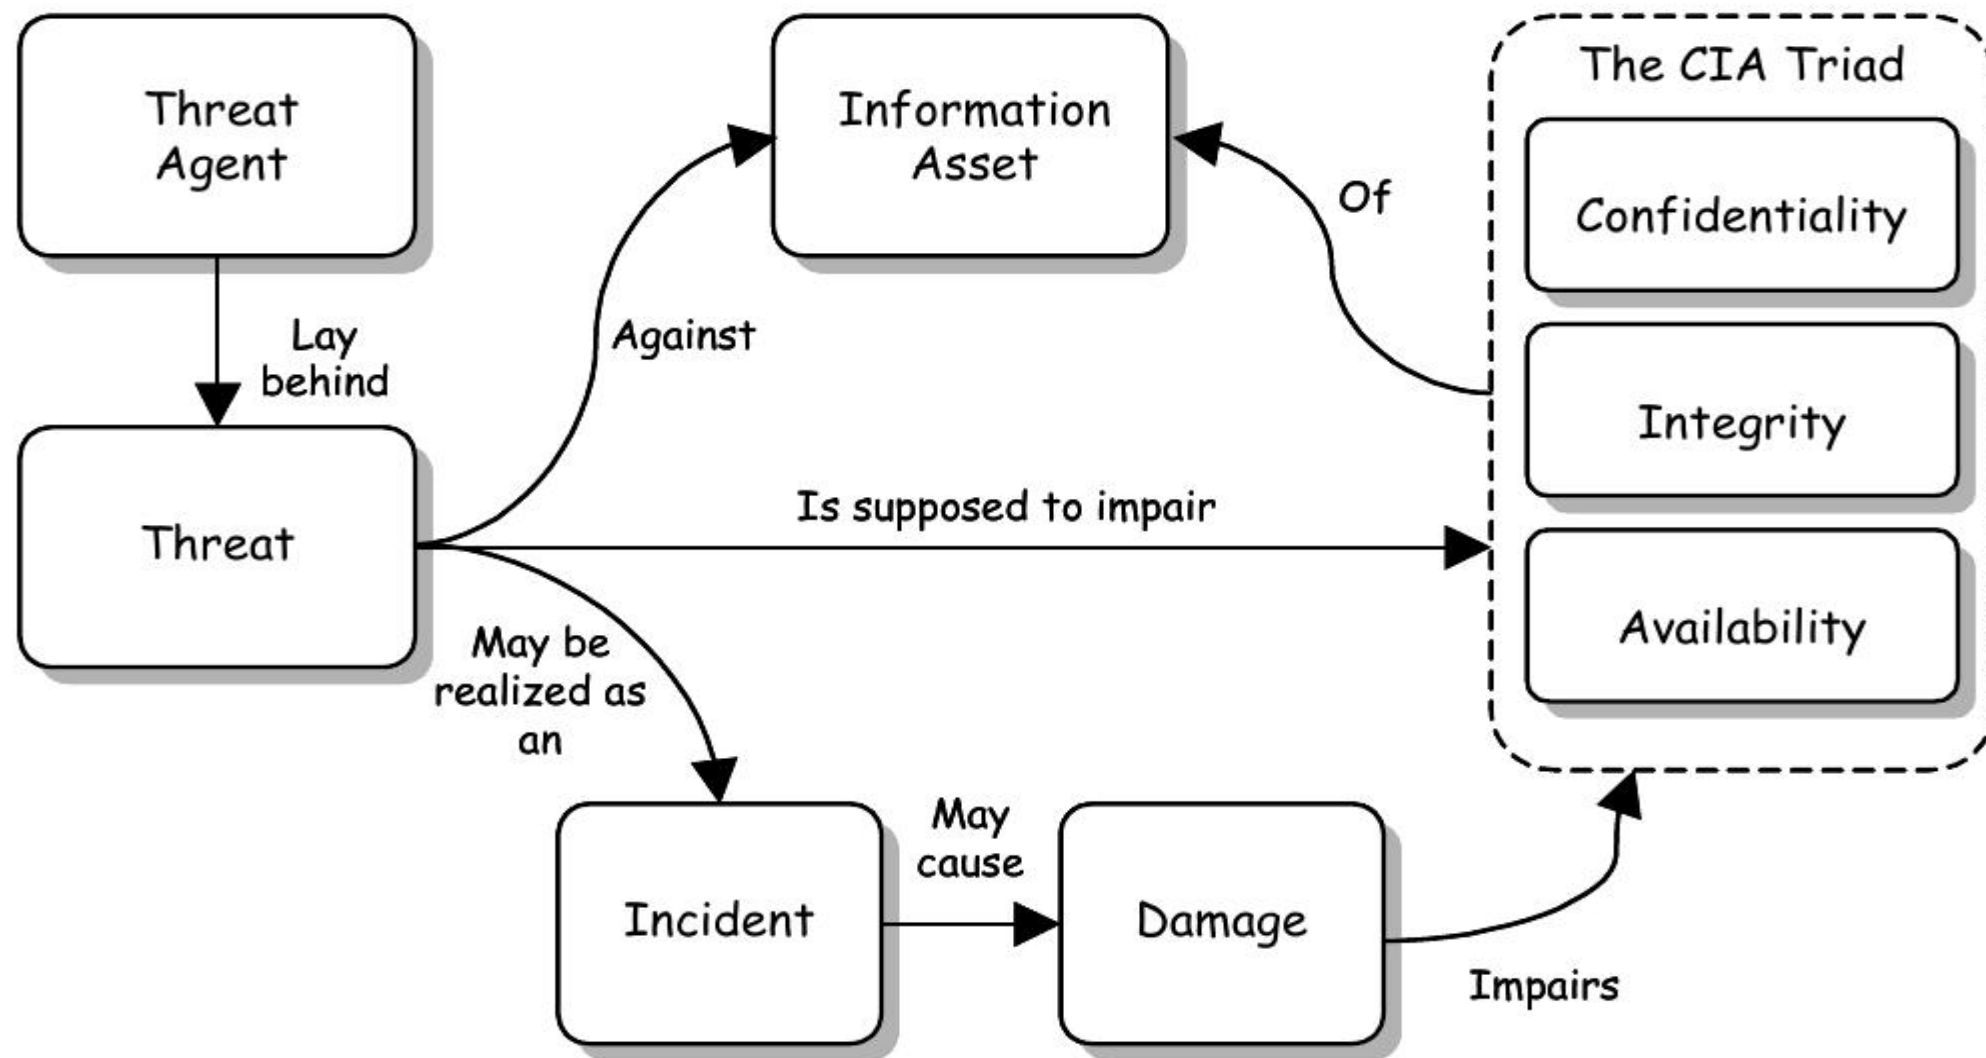 Threat
Agent
Information
Asset
The CIA Triad
Confidentiality
Of
Lay
behind
Against
Integrity
Is supposed to impair
Threat
Availability
May be
realized as
an
May
cause
Incident
Damage
Impairs